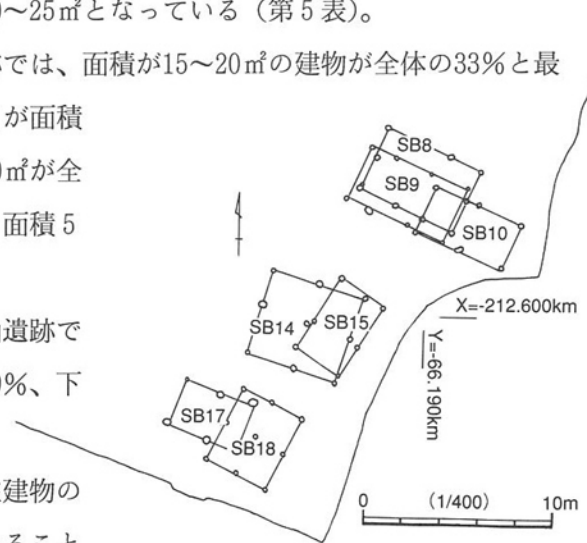 ～25㎡となっている（第５表）。
では、面積が15～20㎡の建物が全体の33％と最
が面積
㎡が全
面積５
遺跡で
％、下
建物の
ること
SB8
SB9
SB10
SB14
SB15
X=-212.600km
Y=-66.190km
SB17
SB18
0 (1/400) 10m